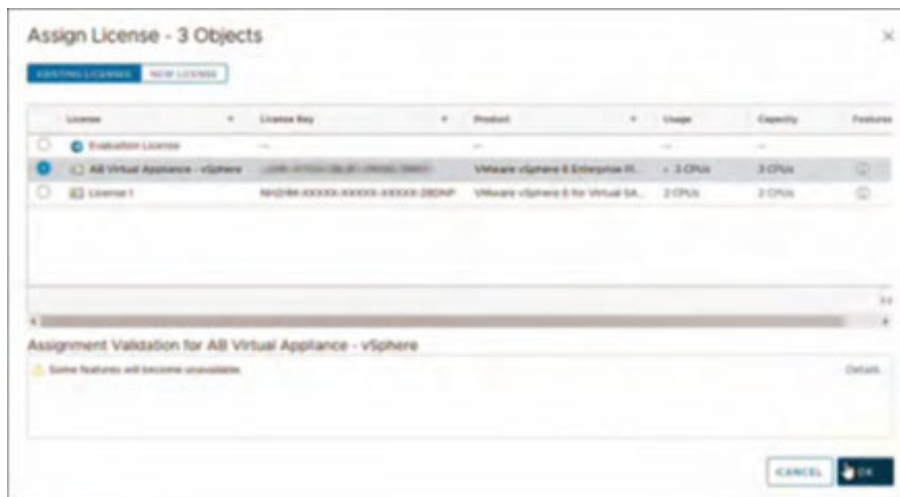 Assign License - 3 Objects
EXISTING LICENSES NEW LICENSE
License License Key Product Usage Capacity Features
Evaluation License -- -- -- --
AB Virtual Appliance - vSphere VMware vSphere 6 Enterprise Pl... 3 CPUs 3 CPUs
License 1 VMware vSphere 6 for Virtual SA... 2 CPUs 2 CPUs
Assignment Validation for AB Virtual Appliance - vSphere
Some features will become unavailable. Details...
CANCEL OK